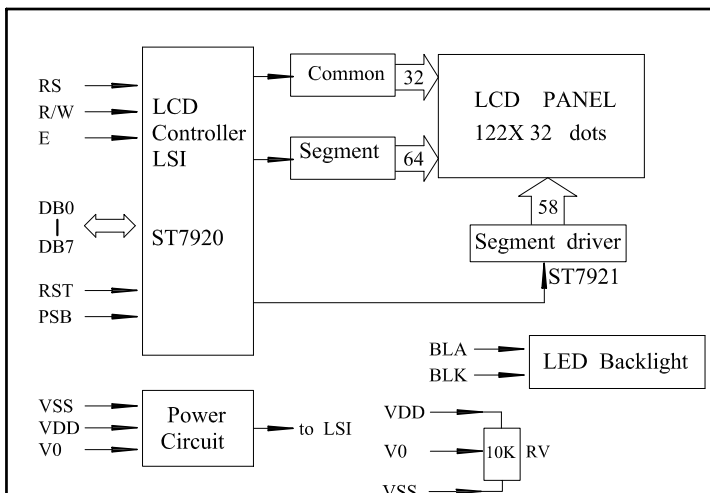 RS
R/W
E
DB0
DB7
RST
PSB
LCD
Controller
LSI
ST7920
Common
32
Segment
64
LCD PANEL
122X 32 dots
58
Segment driver
ST7921
BLA
BLK
LED Backlight
VSS
VDD
V0
Power
Circuit
to LSI
VDD
V0
10K
RV
VSS